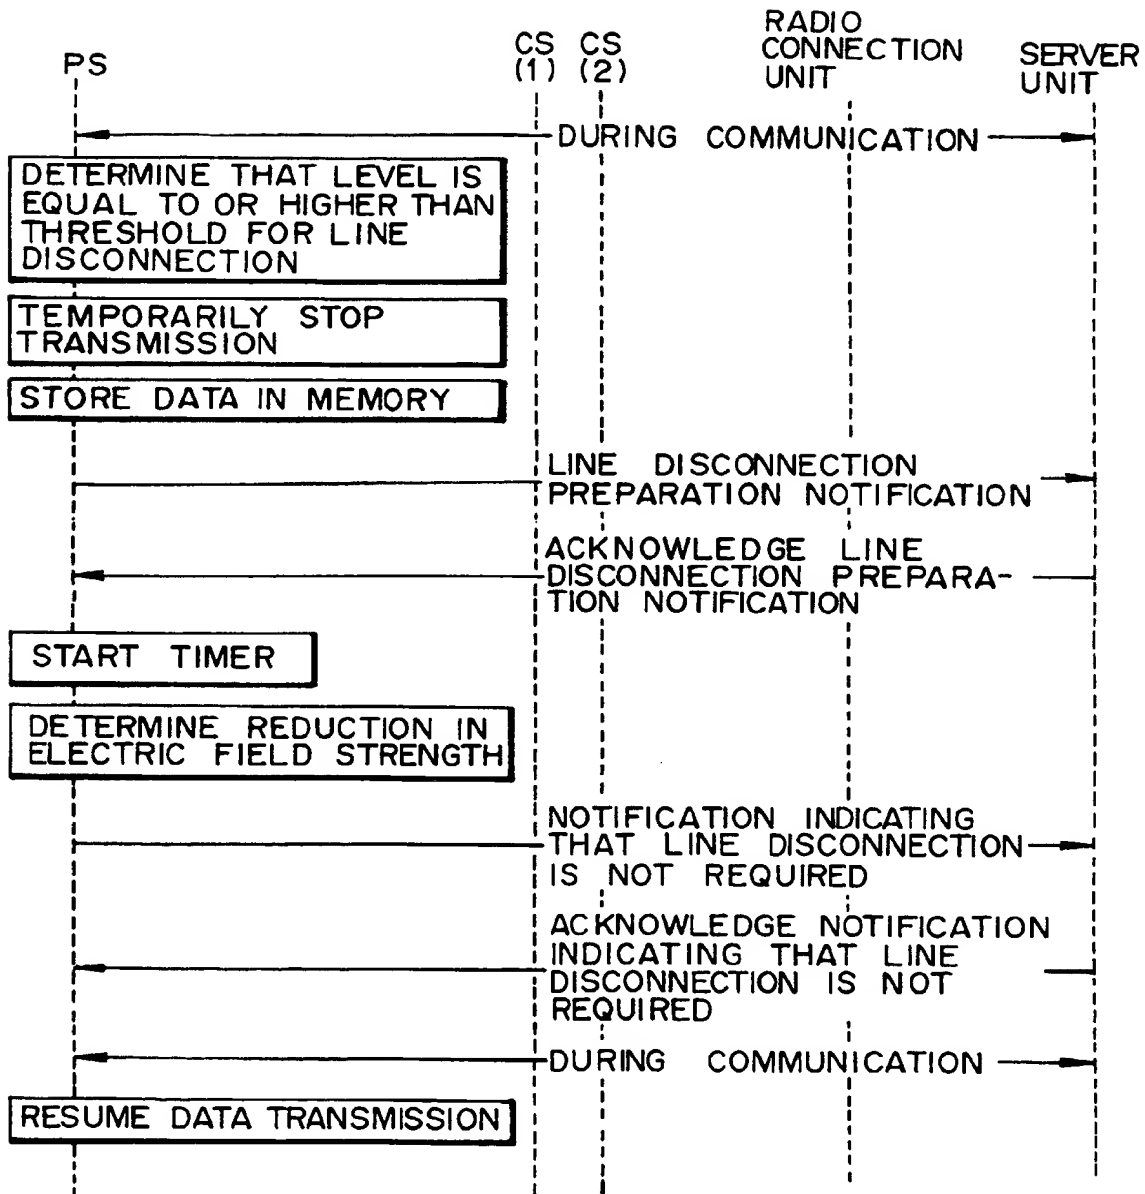 PS
CS
(1)
CS
(2)
RADIO
CONNECTION
UNIT
SERVER
UNIT
DURING COMMUNICATION
DETERMINE THAT LEVEL IS
EQUAL TO OR HIGHER THAN
THRESHOLD FOR LINE
DISCONNECTION
TEMPORARILY STOP
TRANSMISSION
STORE DATA IN MEMORY
LINE DISCONNECTION
PREPARATION NOTIFICATION
ACKNOWLEDGE LINE
DISCONNECTION PREPARA-
TION NOTIFICATION
START TIMER
DETERMINE REDUCTION IN
ELECTRIC FIELD STRENGTH
NOTIFICATION INDICATING
THAT LINE DISCONNECTION
IS NOT REQUIRED
ACKNOWLEDGE NOTIFICATION
INDICATING THAT LINE
DISCONNECTION IS NOT
REQUIRED
DURING COMMUNICATION
RESUME DATA TRANSMISSION